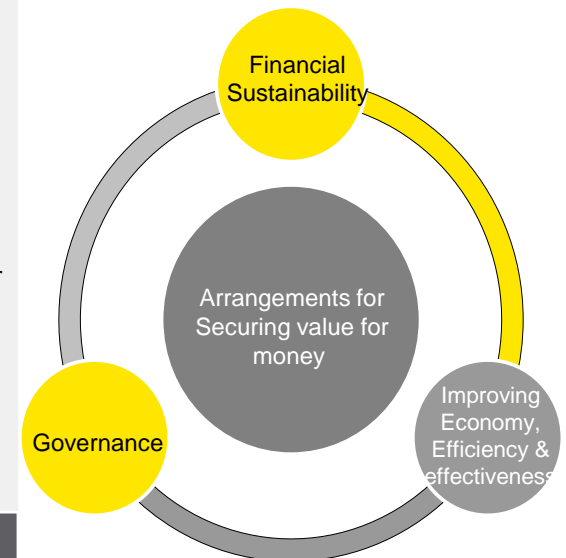 Financial
Sustainability
Arrangements for
Securing value for
money
Governance
Improving
Economy,
Efficiency &
effectiveness